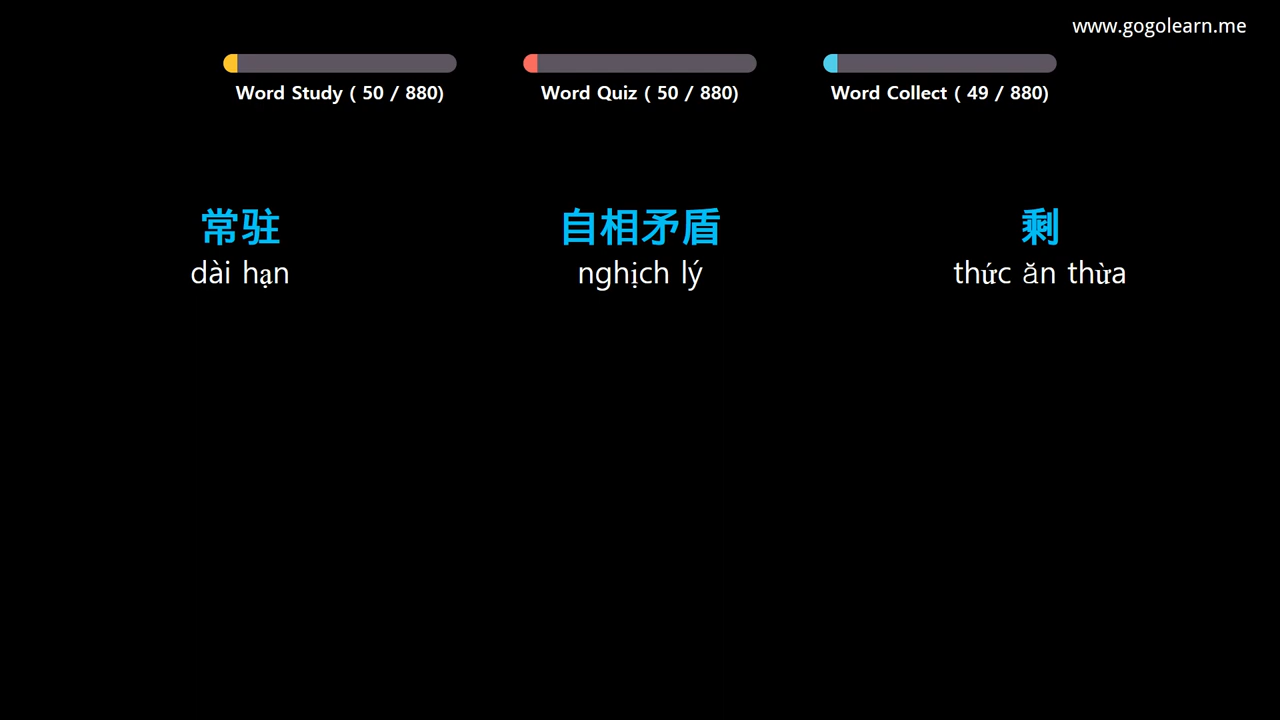 www.gogolearn.me
Word Study ( 50 / 880)
Word Quiz ( 50 / 880)
Word Collect ( 49 / 880)
常驻
dài hạn
自相矛盾
nghịch lý
剩
thức ăn thừa